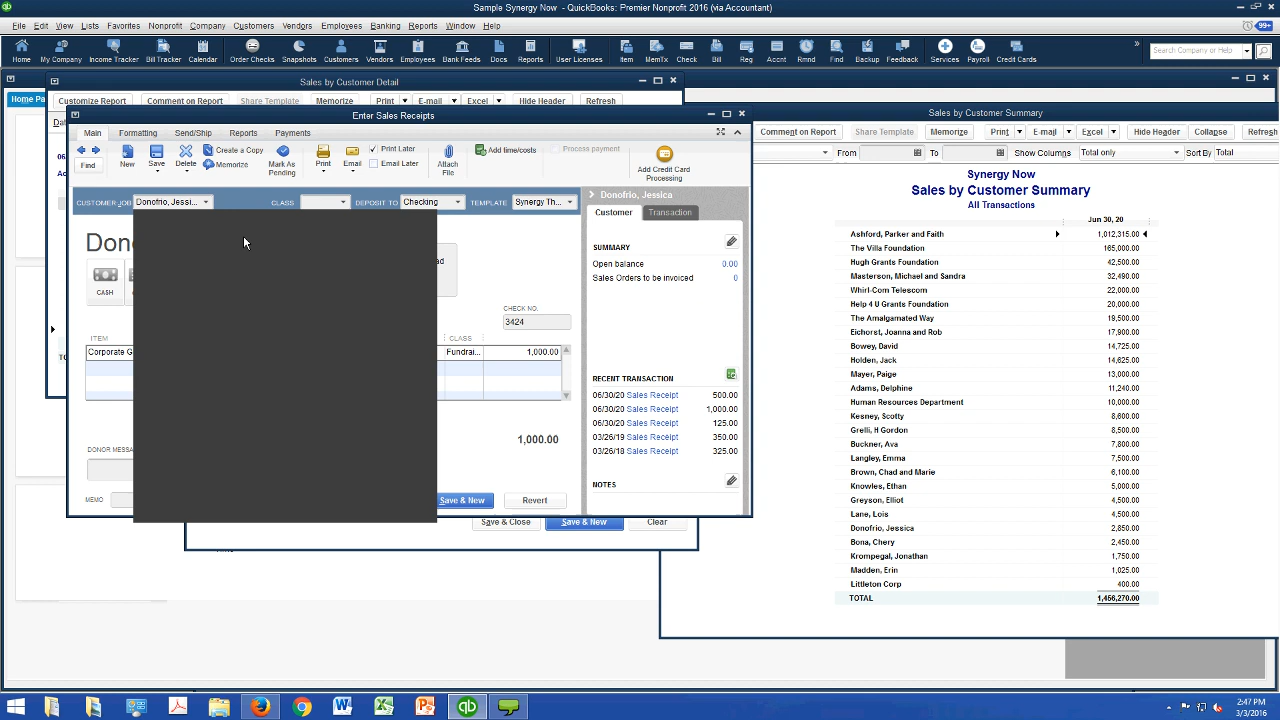 Sample Synergy Now - QuickBooks: Premier Nonprofit 2016 (via Accountant)
File Edit View Lists Favorites Nonprofit Company Customers Vendors Employees Banking Reports Window Help
99+
Home My Company Income Tracker Bill Tracker Calendar Order Checks Snapshots Customers Vendors Employees Bank Feeds Docs Reports User Licenses Item MemTx Check Bill Reg Accnt Rmnd Find Backup Feedback Services Payroll Credit Cards
Search Company or Help
Sales by Customer Detail
Home Pa
Customize Report Comment on Report Share Template Memorize Print E-mail Excel Hide Header Refresh
Enter Sales Receipts
Main Formatting Send/Ship Reports Payments
Find New Save Delete Create a Copy Memorize Mark As Pending Print Email Print Later Email Later Attach File Add time/costs Process payment Add Credit Card Processing
CUSTOMER:JOB Donofrio, Jessi... CLASS DEPOSIT TO Checking TEMPLATE Synergy Th...
Dono
CASH
CHECK NO.
3424
ITEM CLASS
Corporate G Fundrai... 1,000.00
1,000.00
DONOR MESSA
MEMO
Save & New Revert
Save & Close Save & New Clear
Donofrio, Jessica
Customer Transaction
SUMMARY
Open balance 0.00
Sales Orders to be invoiced 0
RECENT TRANSACTION
06/30/20 Sales Receipt 500.00
06/30/20 Sales Receipt 1,000.00
06/30/20 Sales Receipt 125.00
03/26/19 Sales Receipt 350.00
03/26/18 Sales Receipt 325.00
NOTES
Sales by Customer Summary
Comment on Report Share Template Memorize Print E-mail Excel Hide Header Collapse Refresh
From To Show Columns Total only Sort By Total
Synergy Now
Sales by Customer Summary
All Transactions
Jun 30, 20
Ashford, Parker and Faith 1,012,315.00
The Villa Foundation 165,000.00
Hugh Grants Foundation 42,500.00
Masterson, Michael and Sandra 32,490.00
Whirl-Com Telescom 22,000.00
Help 4 U Grants Foundation 20,000.00
The Amalgamated Way 19,500.00
Eichorst, Joanna and Rob 17,900.00
Bowey, David 14,725.00
Holden, Jack 14,625.00
Mayer, Paige 13,000.00
Adams, Delphine 11,240.00
Human Resources Department 10,000.00
Kesney, Scotty 8,600.00
Grelli, H Gordon 8,500.00
Buckner, Ava 7,800.00
Langley, Emma 7,500.00
Brown, Chad and Marie 6,100.00
Knowles, Ethan 5,000.00
Greyson, Elliot 4,500.00
Lane, Lois 4,500.00
Donofrio, Jessica 2,850.00
Bona, Chery 2,450.00
Krompegal, Jonathan 1,750.00
Madden, Erin 1,025.00
Littleton Corp 400.00
TOTAL 1,456,270.00
2:47 PM
3/3/2016